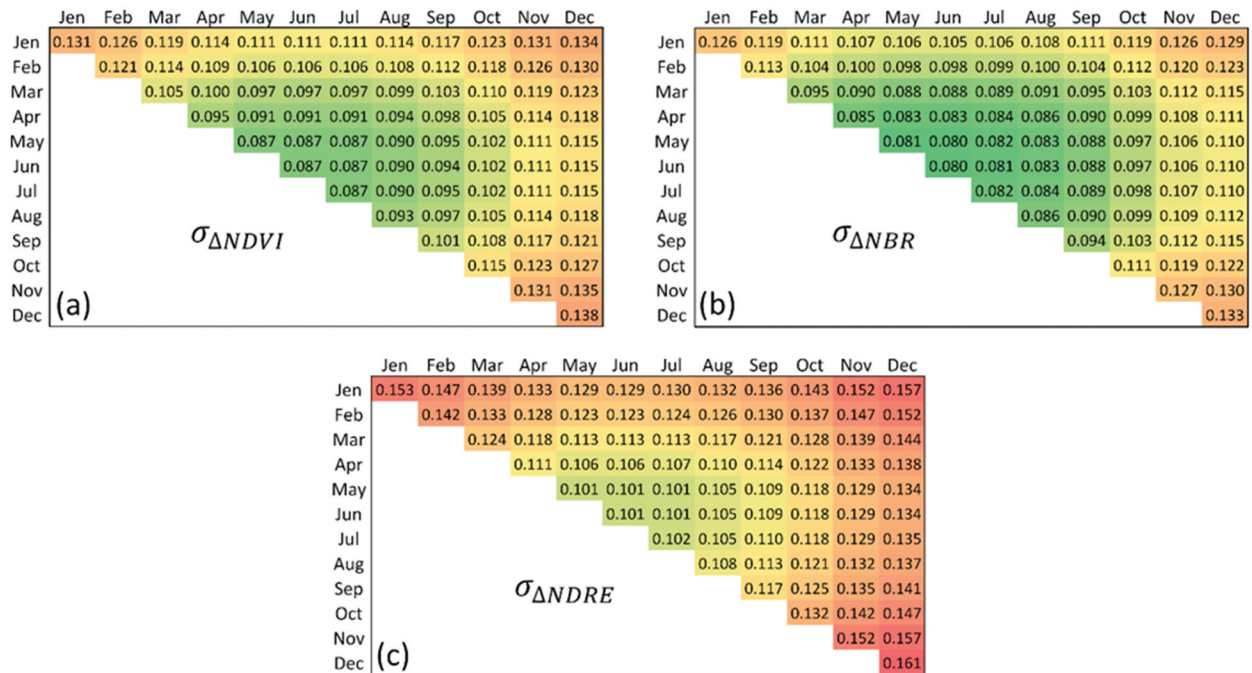 Jen Feb Mar Apr May Jun Jul Aug Sep Oct Nov Dec
Jen 0.131 0.126 0.119 0.114 0.111 0.111 0.111 0.114 0.117 0.123 0.131 0.134
Feb 0.121 0.114 0.109 0.106 0.106 0.106 0.108 0.112 0.118 0.126 0.130
Mar 0.105 0.100 0.097 0.097 0.097 0.099 0.103 0.110 0.119 0.123
Apr 0.095 0.091 0.091 0.091 0.094 0.098 0.105 0.114 0.118
May 0.087 0.087 0.087 0.090 0.095 0.102 0.111 0.115
Jun 0.087 0.087 0.090 0.094 0.102 0.111 0.115
Jul 0.087 0.090 0.095 0.102 0.111 0.115
Aug 0.093 0.097 0.105 0.114 0.118
Sep 0.101 0.108 0.117 0.121
Oct 0.115 0.123 0.127
Nov 0.131 0.135
Dec 0.138
σΔNDVI
(a)
Jen Feb Mar Apr May Jun Jul Aug Sep Oct Nov Dec
Jen 0.126 0.119 0.111 0.107 0.106 0.105 0.106 0.108 0.111 0.119 0.126 0.129
Feb 0.113 0.104 0.100 0.098 0.098 0.099 0.100 0.104 0.112 0.120 0.123
Mar 0.095 0.090 0.088 0.088 0.089 0.091 0.095 0.103 0.112 0.115
Apr 0.085 0.083 0.083 0.084 0.086 0.090 0.099 0.108 0.111
May 0.081 0.080 0.082 0.083 0.088 0.097 0.106 0.110
Jun 0.080 0.081 0.083 0.088 0.097 0.106 0.110
Jul 0.082 0.084 0.089 0.098 0.107 0.110
Aug 0.086 0.090 0.099 0.109 0.112
Sep 0.094 0.103 0.112 0.115
Oct 0.111 0.119 0.122
Nov 0.127 0.130
Dec 0.133
σΔNBR
(b)
Jen Feb Mar Apr May Jun Jul Aug Sep Oct Nov Dec
Jen 0.153 0.147 0.139 0.133 0.129 0.129 0.130 0.132 0.136 0.143 0.152 0.157
Feb 0.142 0.133 0.128 0.123 0.123 0.124 0.126 0.130 0.137 0.147 0.152
Mar 0.124 0.118 0.113 0.113 0.113 0.117 0.121 0.128 0.139 0.144
Apr 0.111 0.106 0.106 0.107 0.110 0.114 0.122 0.133 0.138
May 0.101 0.101 0.101 0.105 0.109 0.118 0.129 0.134
Jun 0.101 0.101 0.105 0.109 0.118 0.129 0.134
Jul 0.102 0.105 0.110 0.118 0.129 0.135
Aug 0.108 0.113 0.121 0.132 0.137
Sep 0.117 0.125 0.135 0.141
Oct 0.132 0.142 0.147
Nov 0.152 0.157
Dec 0.161
σΔNDRE
(c)